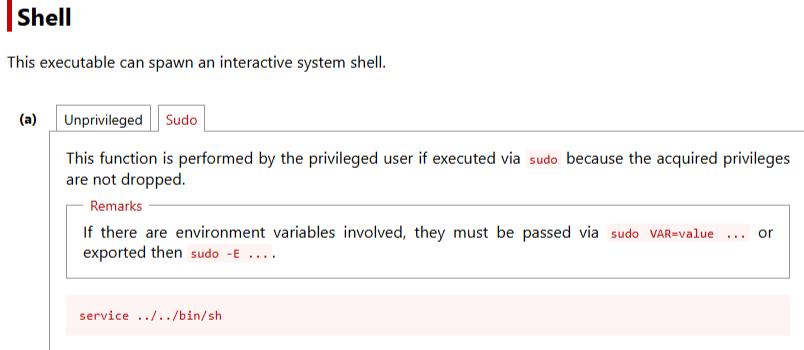 Shell
This executable can spawn an interactive system shell.
(a) Unprivileged Sudo
This function is performed by the privileged user if executed via sudo because the acquired privileges
are not dropped.
Remarks
If there are environment variables involved, they must be passed via sudo VAR=value ... or
exported then sudo -E ....
service ../../bin/sh